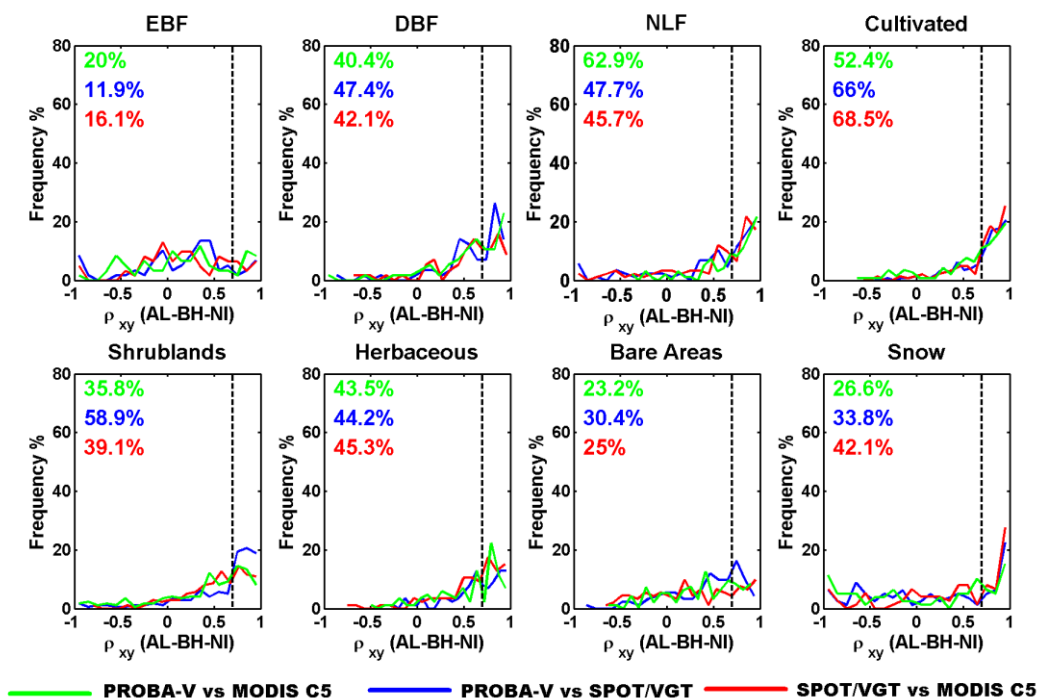 EBF DBF NLF Cultivated
80 80 80 80
20% 40.4% 62.9% 52.4%
11.9% 47.4% 47.7% 66%
60 60 60 60
16.1% 42.1% 45.7% 68.5%
Frequency % Frequency % Frequency % Frequency %
40 40 40 40
20 20 20 20
0 0 0 0
-1 -0.5 0 0.5 1 -1 -0.5 0 0.5 1 -1 -0.5 0 0.5 1 -1 -0.5 0 0.5 1
ρ xy (AL-BH-NI) ρ xy (AL-BH-NI) ρ xy (AL-BH-NI) ρ xy (AL-BH-NI)
Shrublands Herbaceous Bare Areas Snow
80 80 80 80
35.8% 43.5% 23.2% 26.6%
58.9% 44.2% 30.4% 33.8%
60 60 60 60
39.1% 45.3% 25% 42.1%
Frequency % Frequency % Frequency % Frequency %
40 40 40 40
20 20 20 20
0 0 0 0
-1 -0.5 0 0.5 1 -1 -0.5 0 0.5 1 -1 -0.5 0 0.5 1 -1 -0.5 0 0.5 1
ρ xy (AL-BH-NI) ρ xy (AL-BH-NI) ρ xy (AL-BH-NI) ρ xy (AL-BH-NI)
PROBA-V vs MODIS C5 PROBA-V vs SPOT/VGT SPOT/VGT vs MODIS C5